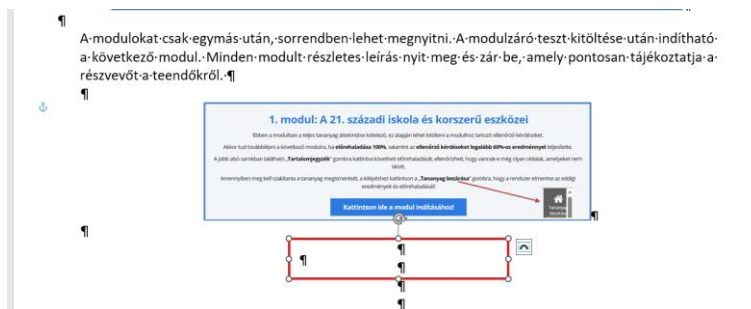 A modulokat csak egymás után, sorrendben lehet megnyitni. A modulzáró teszt kitöltése után indítható
a következő modul. Minden modult részletes leírás nyit meg és zár be, amely pontosan tájékoztatja a
részvevőt a teendőkről.
1. modul: A 21. századi iskola és korszerű eszközei
Ebben a modulban a teljes tananyag áttekintése kötelező, ez alapján lehet kitölteni a modulhoz tartozó ellenőrző kérdéseket.
Akkor tud továbblépni a következő modulra, ha előrehaladása 100%, valamint az ellenőrző kérdéseket legalább 60%-os eredménnyel teljesítette.
A jobb alsó sarokban található „Tartalomjegyzék" gombra kattintva követheti előrehaladását, ellenőrizheti, hogy vannak-e még olyan oldalak, amelyeket nem
látott.
Amennyiben meg kell szakítania a tananyag megismerését, a kilépéshez kattintson a „Tananyag bezárása" gombra, hogy a rendszer elmentse az eddigi
eredményeit és előrehaladását!
Tananyag
bezárása
Kattintson ide a modul indításához!